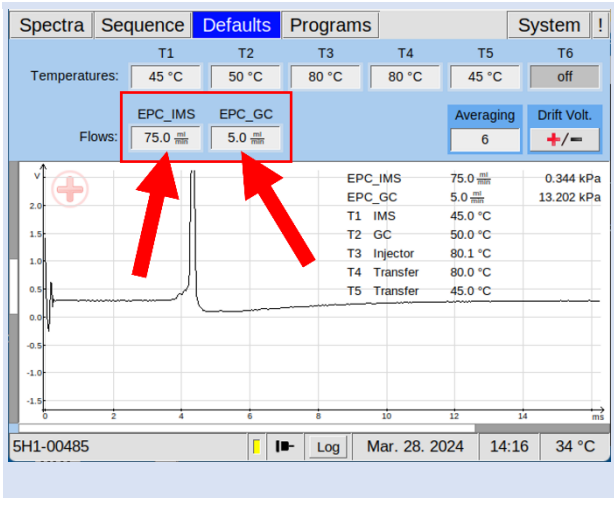 Spectra Sequence Defaults Programs System !
T1 T2 T3 T4 T5 T6
Temperatures: 45 °C 50 °C 80 °C 80 °C 45 °C off
EPC_IMS EPC_GC Averaging Drift Volt.
Flows: 75.0 ml/min 5.0 ml/min 6 +/−
V
EPC_IMS 75.0 ml/min 0.344 kPa
EPC_GC 5.0 ml/min 13.202 kPa
T1 IMS 45.0 °C
T2 GC 50.0 °C
T3 Injector 80.1 °C
T4 Transfer 80.0 °C
T5 Transfer 45.0 °C
2.0
1.5
1.0
0.5
0.0
-0.5
-1.0
-1.5
0 2 4 6 8 10 12 14 ms
5H1-00485 Log Mar. 28. 2024 14:16 34 °C